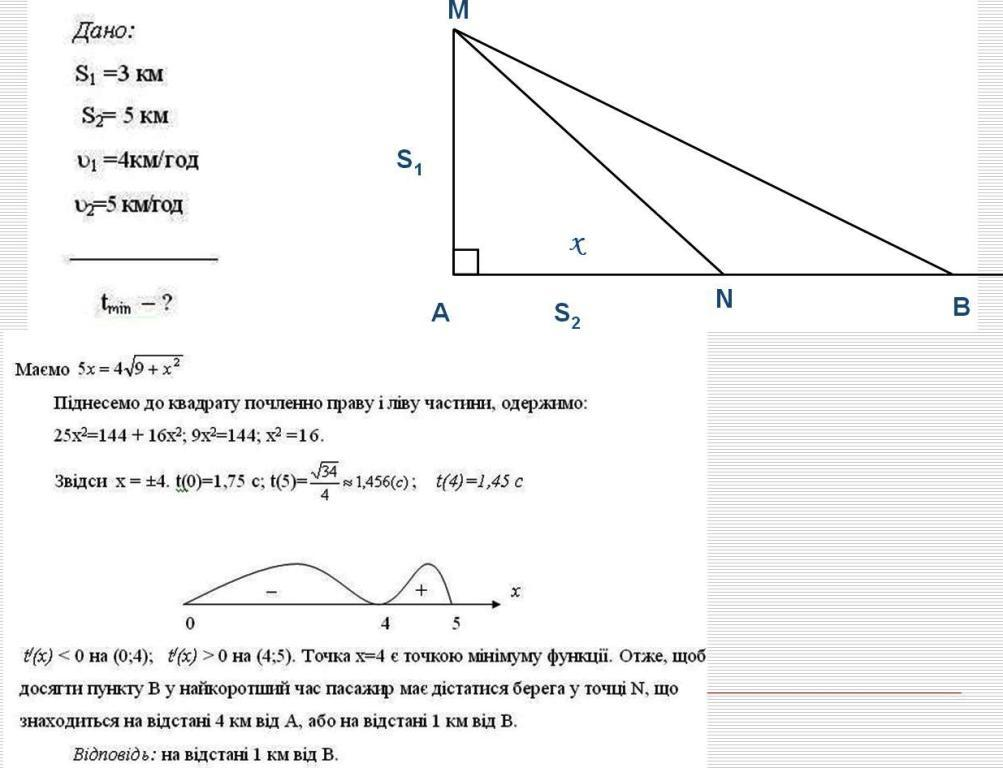 Дано:
S₁ =3 км
S₂= 5 км
υ₁ =4км/год
υ₂=5 км/год
tmin – ?
M
S₁
x
A
S₂
N
B
Маємо 5x = 4√(9 + x²)
Піднесемо до квадрату почленно праву і ліву частини, одержимо:
25x²=144 + 16x²; 9x²=144; x² =16.
Звідси x = ±4. t(0)=1,75 с; t(5)=√34/4 ≈ 1,456(с) ; t(4)=1,45 с
– + x
0 4 5
t'(x) < 0 на (0;4); t'(x) > 0 на (4;5). Точка x=4 є точкою мінімуму функції. Отже, щоб
досягти пункту В у найкоротший час пасажир має дістатися берега у точці N, що
знаходиться на відстані 4 км від А, або на відстані 1 км від В.
Відповідь: на відстані 1 км від В.